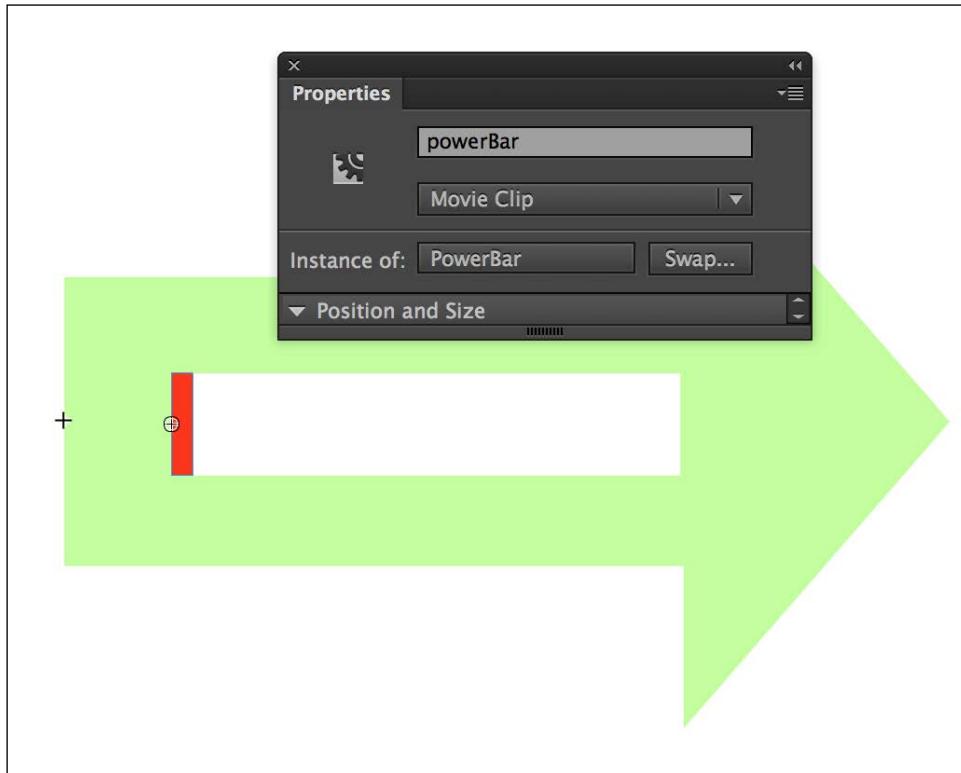 Properties
powerBar
Movie Clip
Instance of: PowerBar Swap...
Position and Size